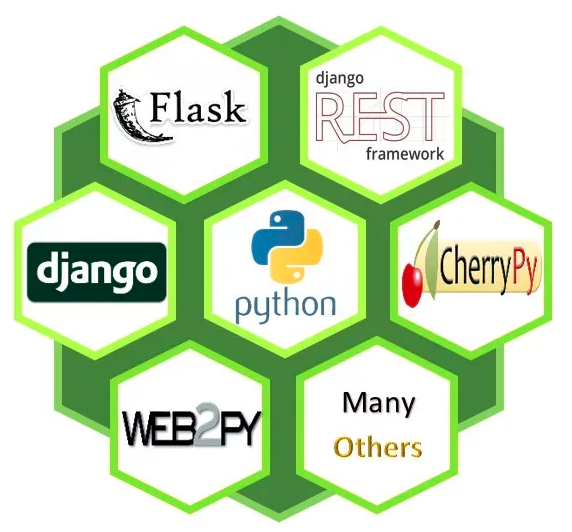 Flask
django
REST
framework
django
python
CherryPy
WEB2PY
Many
Others